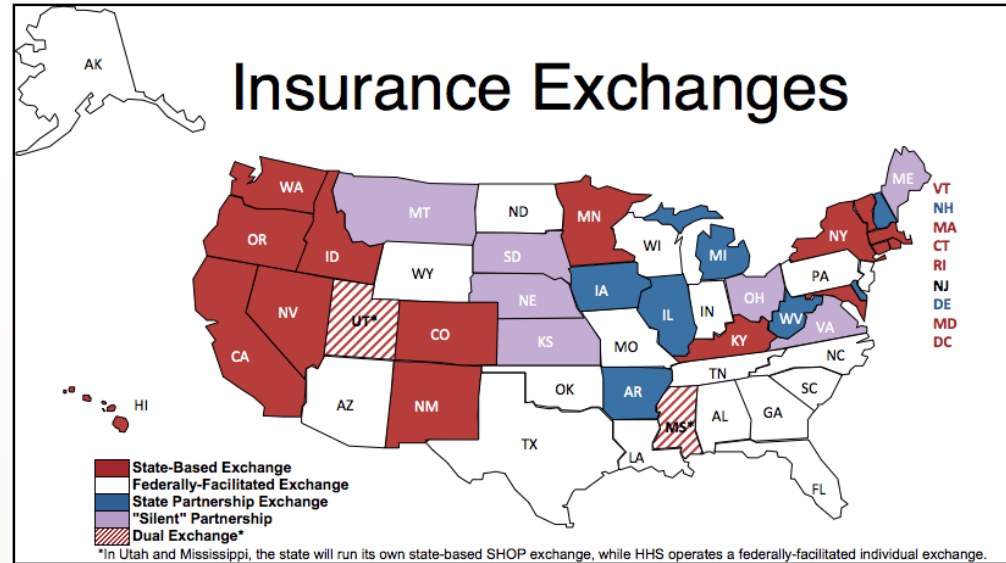 Insurance Exchanges
AK
WA
MT
ND
MN
ME
VT
NH
MA
CT
RI
NJ
DE
MD
DC
OR
ID
WY
SD
WI
MI
NY
PA
NV
UT*
CO
NE
IA
IL
IN
OH
WV
VA
CA
KS
MO
KY
NC
TN
SC
AZ
NM
OK
AR
MS*
AL
GA
HI
TX
LA
FL
State-Based Exchange
Federally-Facilitated Exchange
State Partnership Exchange
"Silent" Partnership
Dual Exchange*
*In Utah and Mississippi, the state will run its own state-based SHOP exchange, while HHS operates a federally-facilitated individual exchange.